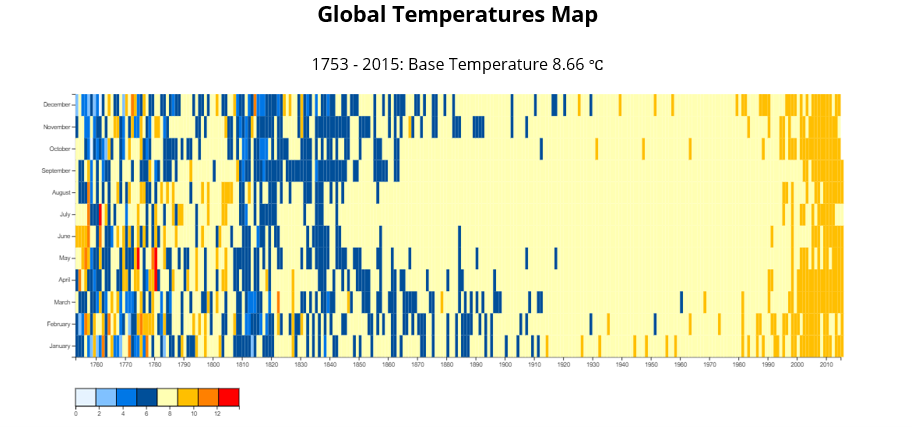 Global Temperatures Map
1753 - 2015: Base Temperature 8.66 ℃
December
November
October
September
August
July
June
May
April
March
February
January
1760 1770 1780 1790 1800 1810 1820 1830 1840 1850 1860 1870 1880 1890 1900 1910 1920 1930 1940 1950 1960 1970 1980 1990 2000 2010
0 2 4 6 8 10 12